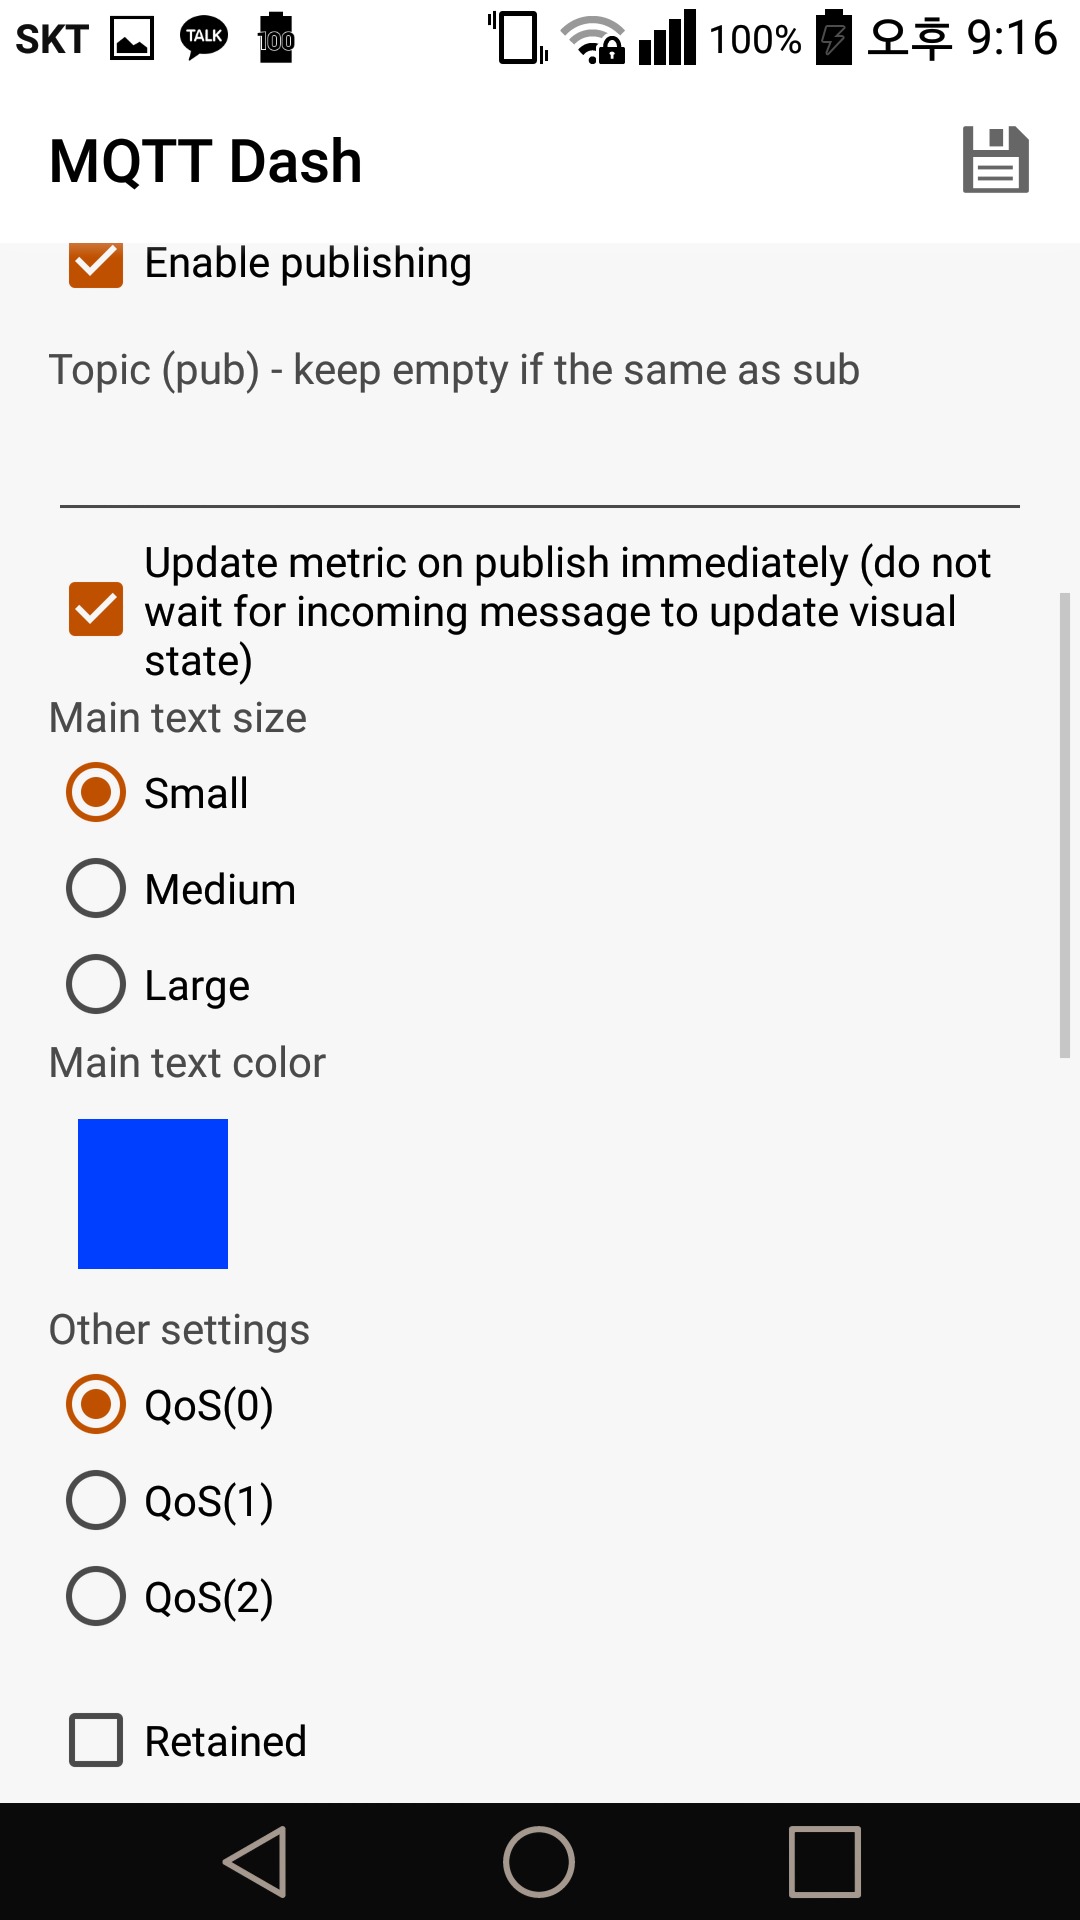 SKT TALK 100 100% 오후 9:16
MQTT Dash
Enable publishing
Topic (pub) - keep empty if the same as sub
Update metric on publish immediately (do not
wait for incoming message to update visual
state)
Main text size
Small
Medium
Large
Main text color
Other settings
QoS(0)
QoS(1)
QoS(2)
Retained